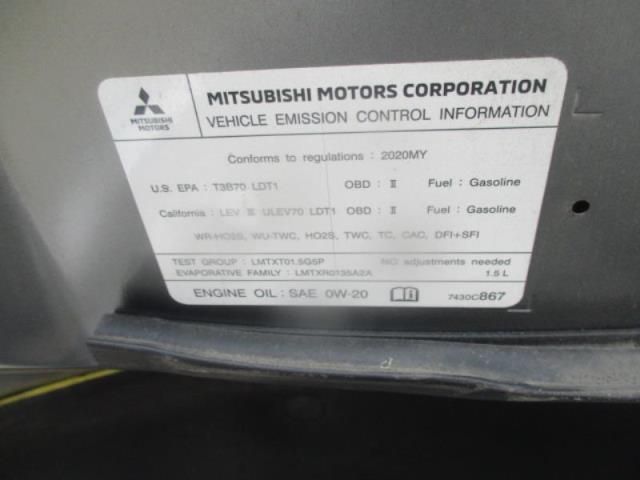 MITSUBISHI MOTORS
MITSUBISHI MOTORS CORPORATION
VEHICLE EMISSION CONTROL INFORMATION
Conforms to regulations : 2020MY
U.S. EPA : T3B70 LDT1 OBD : II Fuel : Gasoline
California : LEV III ULEV70 LDT1 OBD : II Fuel : Gasoline
WR-HO2S, WU-TWC, HO2S, TWC, TC, CAC, DFI+SFI
TEST GROUP : LMTXT01.5G5P NO adjustments needed
EVAPORATIVE FAMILY : LMTXR0135A2A 1.5 L
ENGINE OIL : SAE 0W-20 7430C867